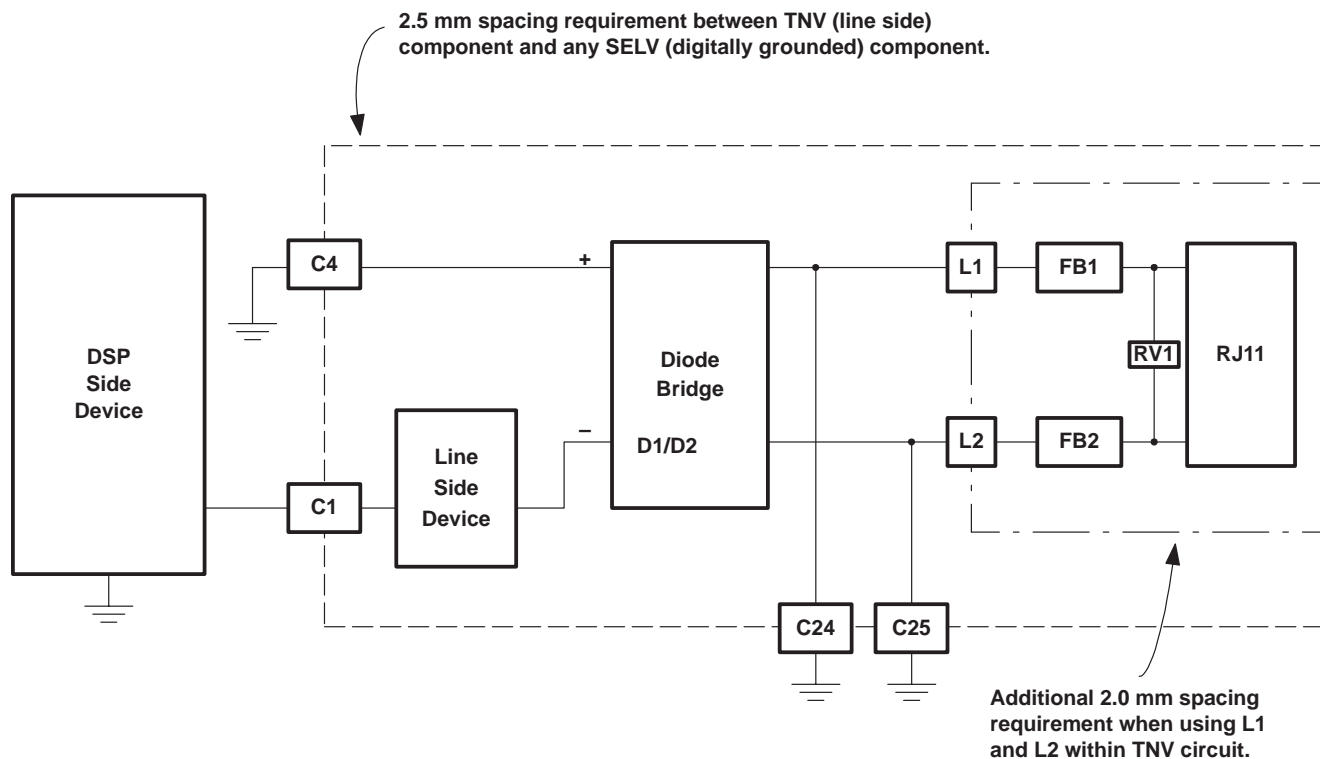 2.5 mm spacing requirement between TNV (line side)
component and any SELV (digitally grounded) component.
C4
+
L1
FB1
DSP
Side
Device
Diode
Bridge
RV1
RJ11
–
D1/D2
L2
FB2
Line
Side
Device
C1
C24
C25
Additional 2.0 mm spacing
requirement when using L1
and L2 within TNV circuit.